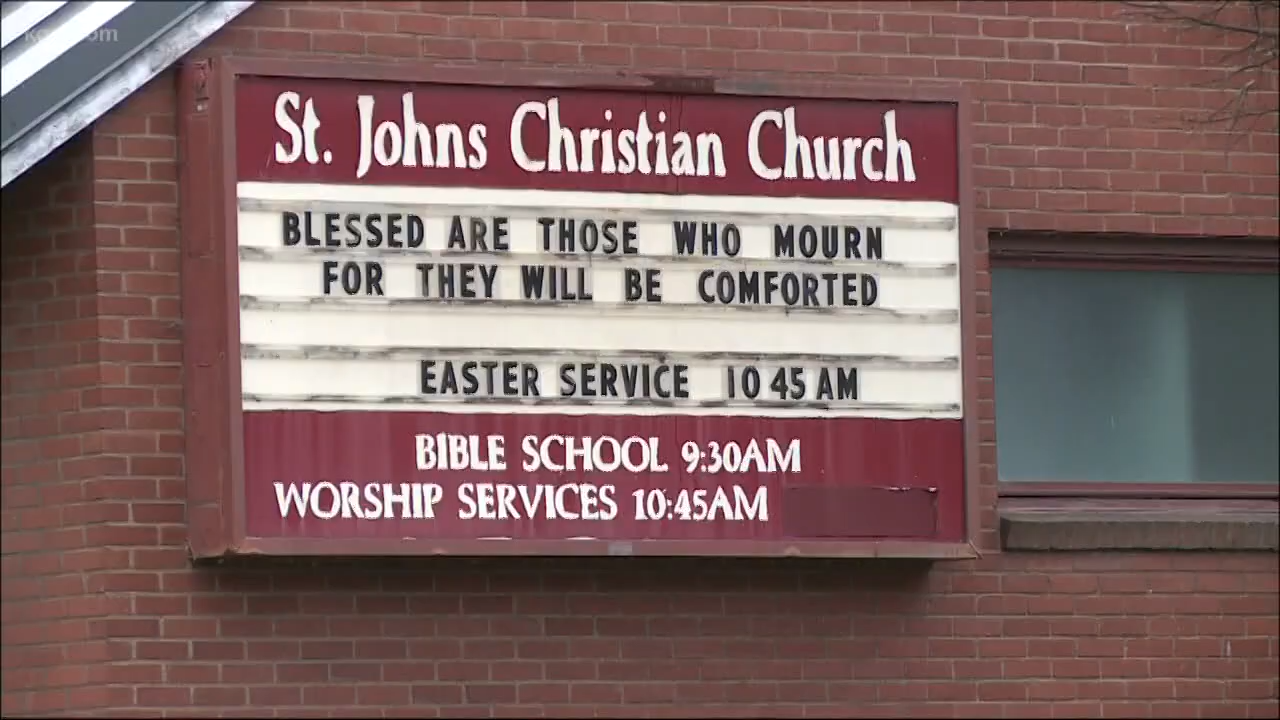 St. Johns Christian Church
BLESSED ARE THOSE WHO MOURN
FOR THEY WILL BE COMFORTED
EASTER SERVICE 10 45 AM
BIBLE SCHOOL 9:30AM
WORSHIP SERVICES 10:45AM